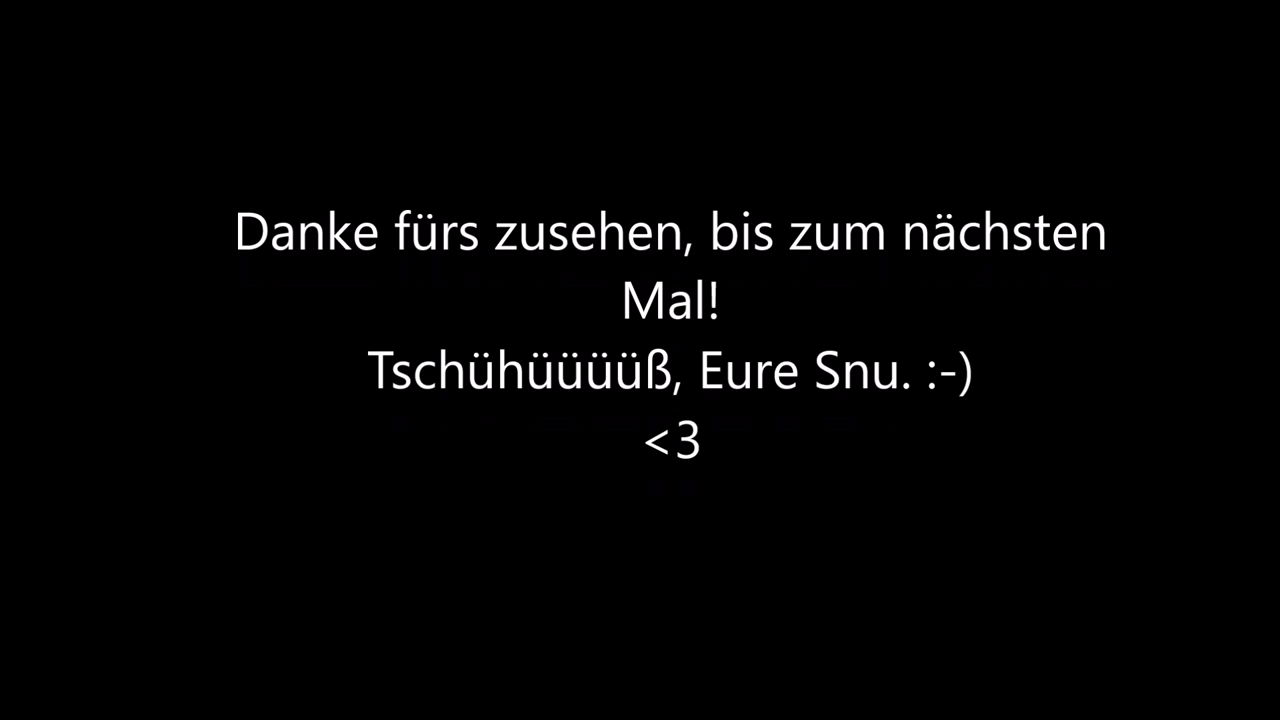 Danke fürs zusehen, bis zum nächsten
Mal!
Tschühüüüüß, Eure Snu. :-)
<3